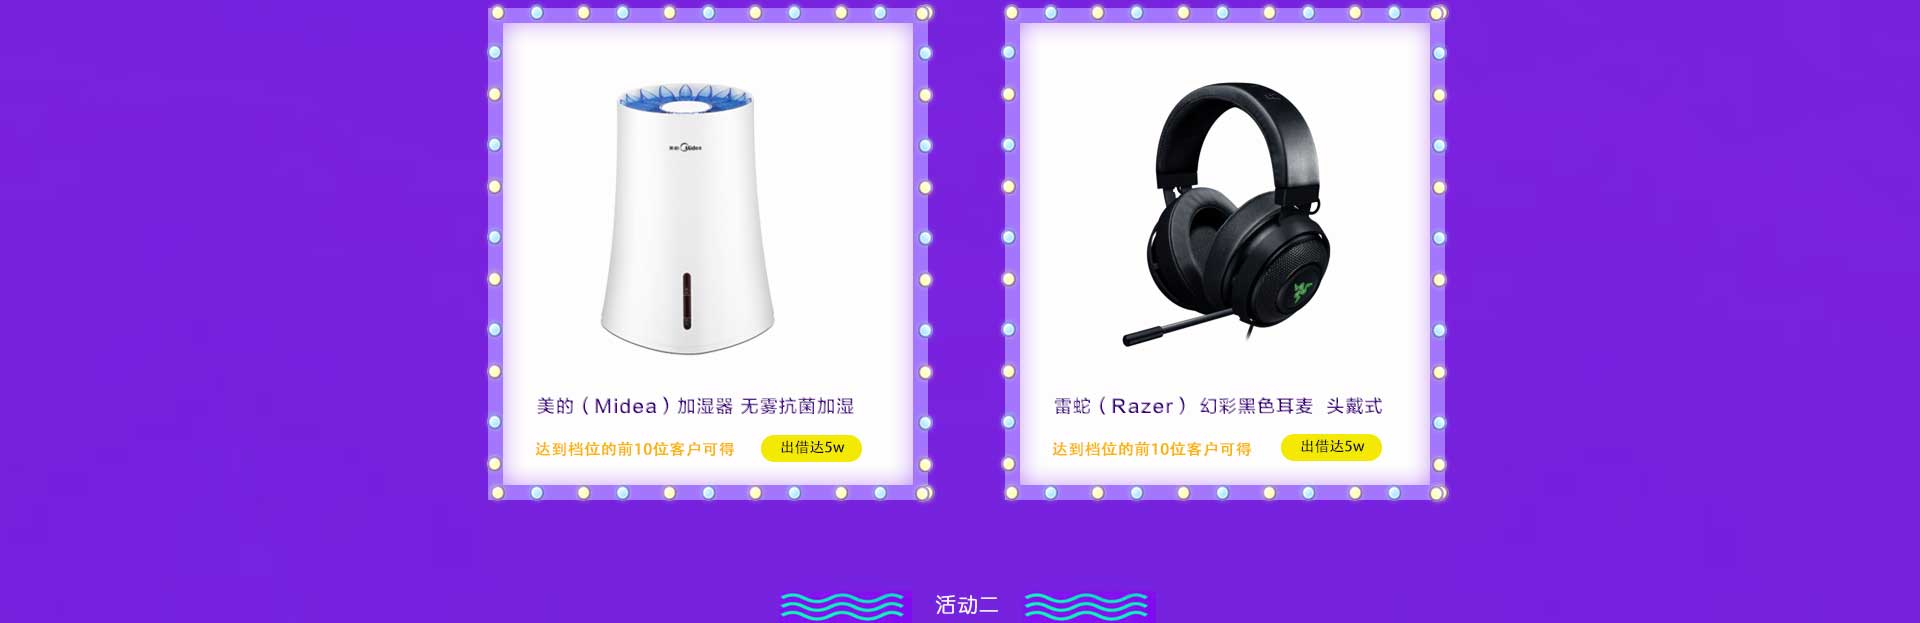 美的 Midea
美的（Midea）加湿器 无雾抗菌加湿
达到档位的前10位客户可得
出借达5w
雷蛇（Razer） 幻彩黑色耳麦 头戴式
达到档位的前10位客户可得
出借达5w
活动二